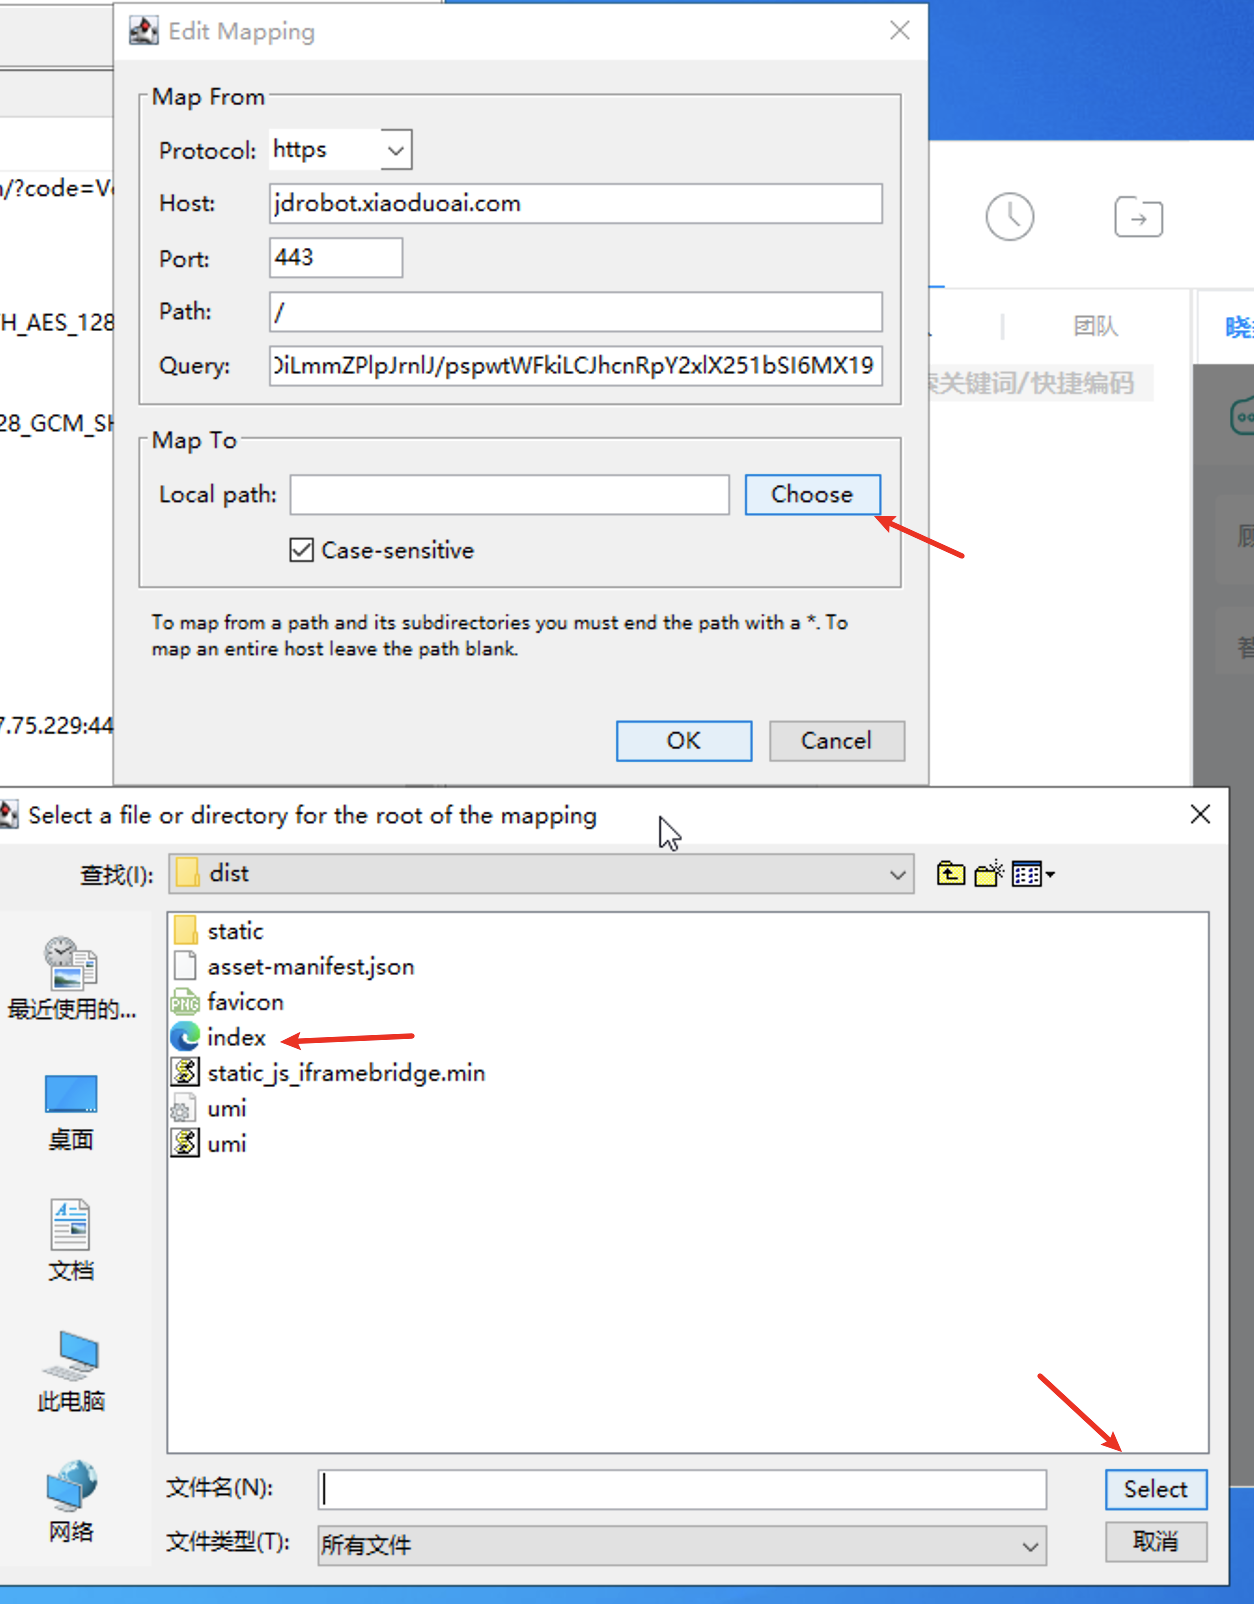 Edit Mapping
Map From
Protocol: https
Host: jdrobot.xiaoduoai.com
Port: 443
Path: /
Query: iLmmZPlpJrnlJ/pspwtWFkiLCJhcnRpY2xlX251bSI6MX19
Map To
Local path: Choose
Case-sensitive
To map from a path and its subdirectories you must end the path with a *. To
map an entire host leave the path blank.
OK Cancel
/?code=V
H_AES_128
28_GCM_SH
7.75.229:44
团队
关键词/快捷编码
晓
Select a file or directory for the root of the mapping
查找(I): dist
static
asset-manifest.json
favicon
index
static_js_iframebridge.min
umi
umi
最近使用的...
桌面
文档
此电脑
网络
文件名(N):
Select
文件类型(T): 所有文件
取消